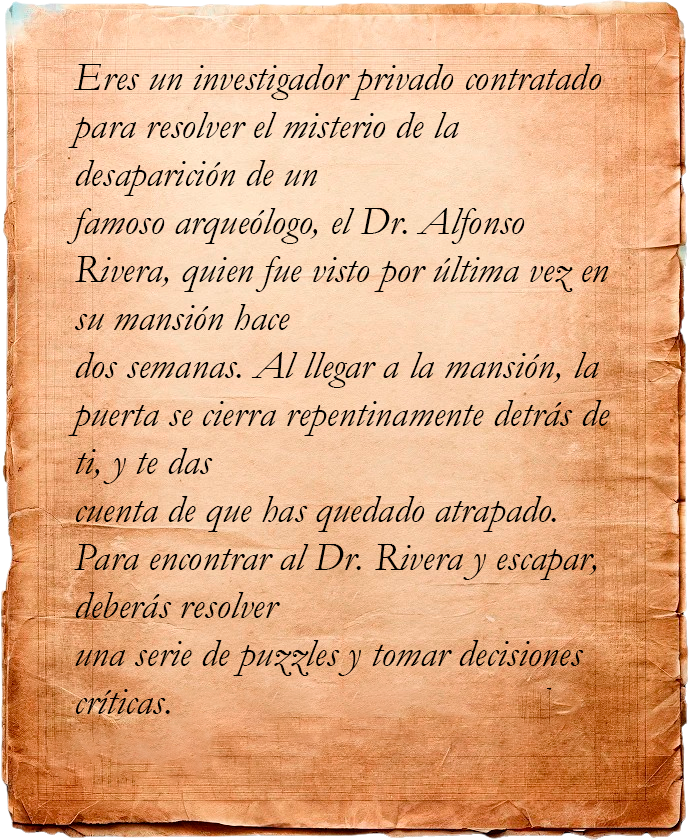 Eres un investigador privado contratado
para resolver el misterio de la
desaparición de un
famoso arqueólogo, el Dr. Alfonso
Rivera, quien fue visto por última vez en
su mansión hace
dos semanas. Al llegar a la mansión, la
puerta se cierra repentinamente detrás de
ti, y te das
cuenta de que has quedado atrapado.
Para encontrar al Dr. Rivera y escapar,
deberás resolver
una serie de puzzles y tomar decisiones
críticas.